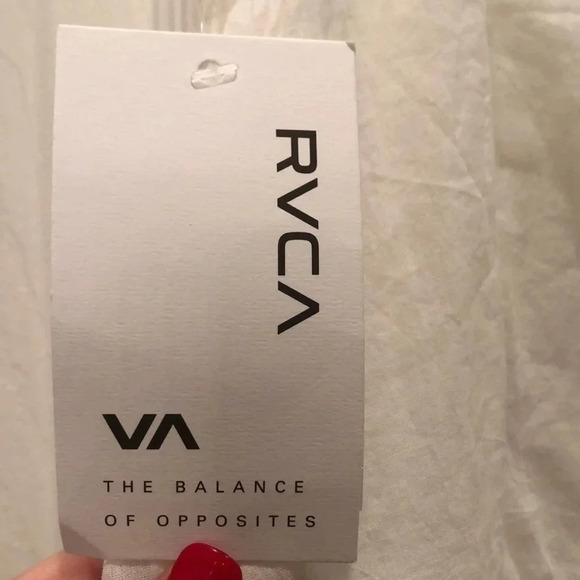 RVCA
VA
THE BALANCE
OF OPPOSITES